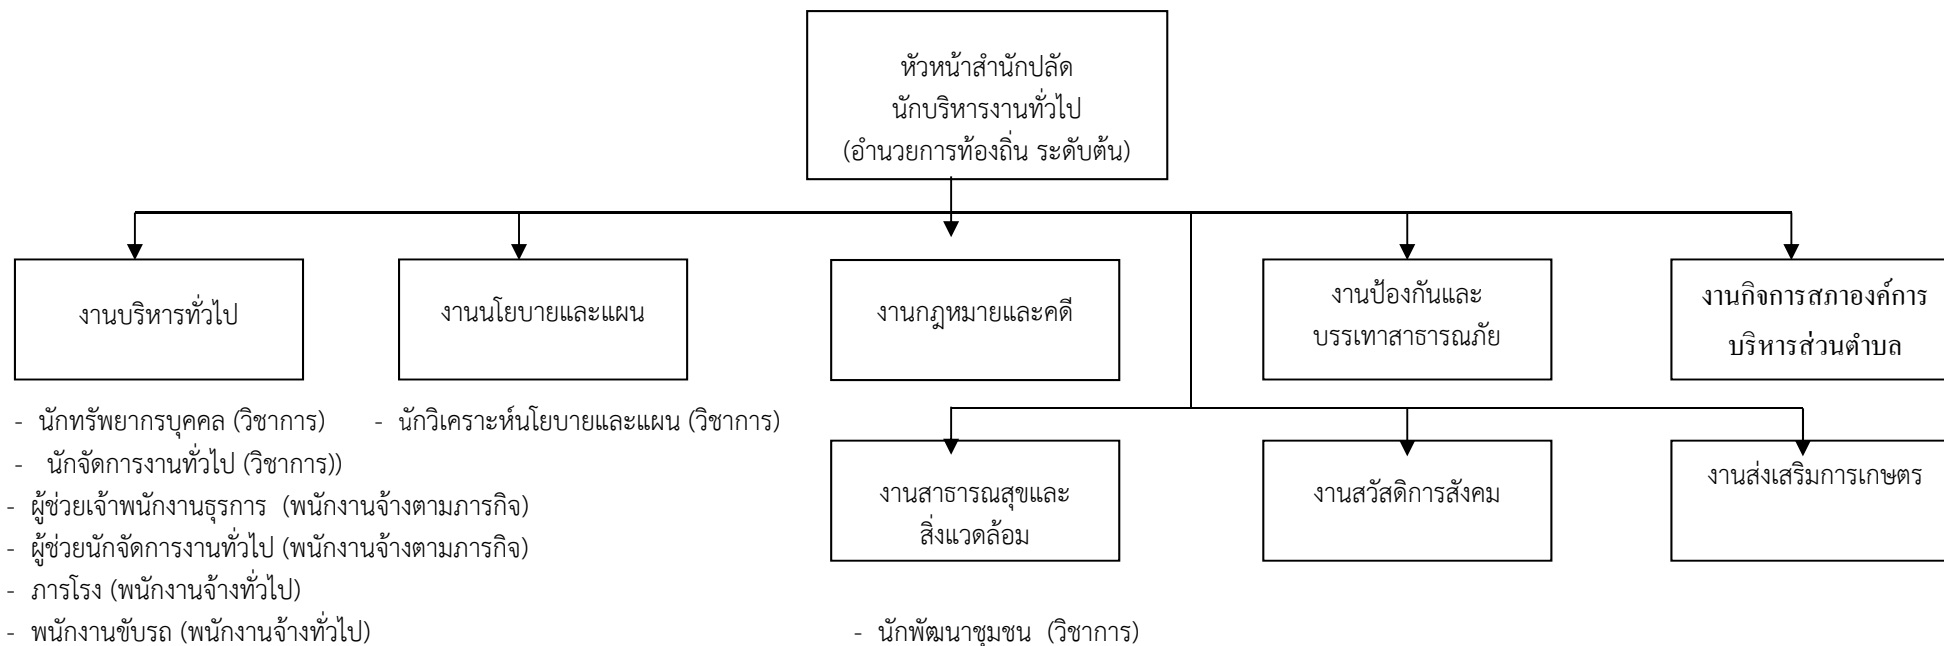 หัวหน้าสำนักปลัด
นักบริหารงานทั่วไป
(อำนวยการท้องถิ่น ระดับต้น)
งานบริหารทั่วไป
งานนโยบายและแผน
งานกฎหมายและคดี
งานป้องกันและ
บรรเทาสาธารณภัย
งานกิจการสภาองค์การ
บริหารส่วนตำบล
- นักทรัพยากรบุคคล (วิชาการ)
- นักจัดการงานทั่วไป (วิชาการ))
- ผู้ช่วยเจ้าพนักงานธุรการ (พนักงานจ้างตามภารกิจ)
- ผู้ช่วยนักจัดการงานทั่วไป (พนักงานจ้างตามภารกิจ)
- ภารโรง (พนักงานจ้างทั่วไป)
- พนักงานขับรถ (พนักงานจ้างทั่วไป)
- นักวิเคราะห์นโยบายและแผน (วิชาการ)
งานสาธารณสุขและ
สิ่งแวดล้อม
งานสวัสดิการสังคม
งานส่งเสริมการเกษตร
- นักพัฒนาชุมชน (วิชาการ)